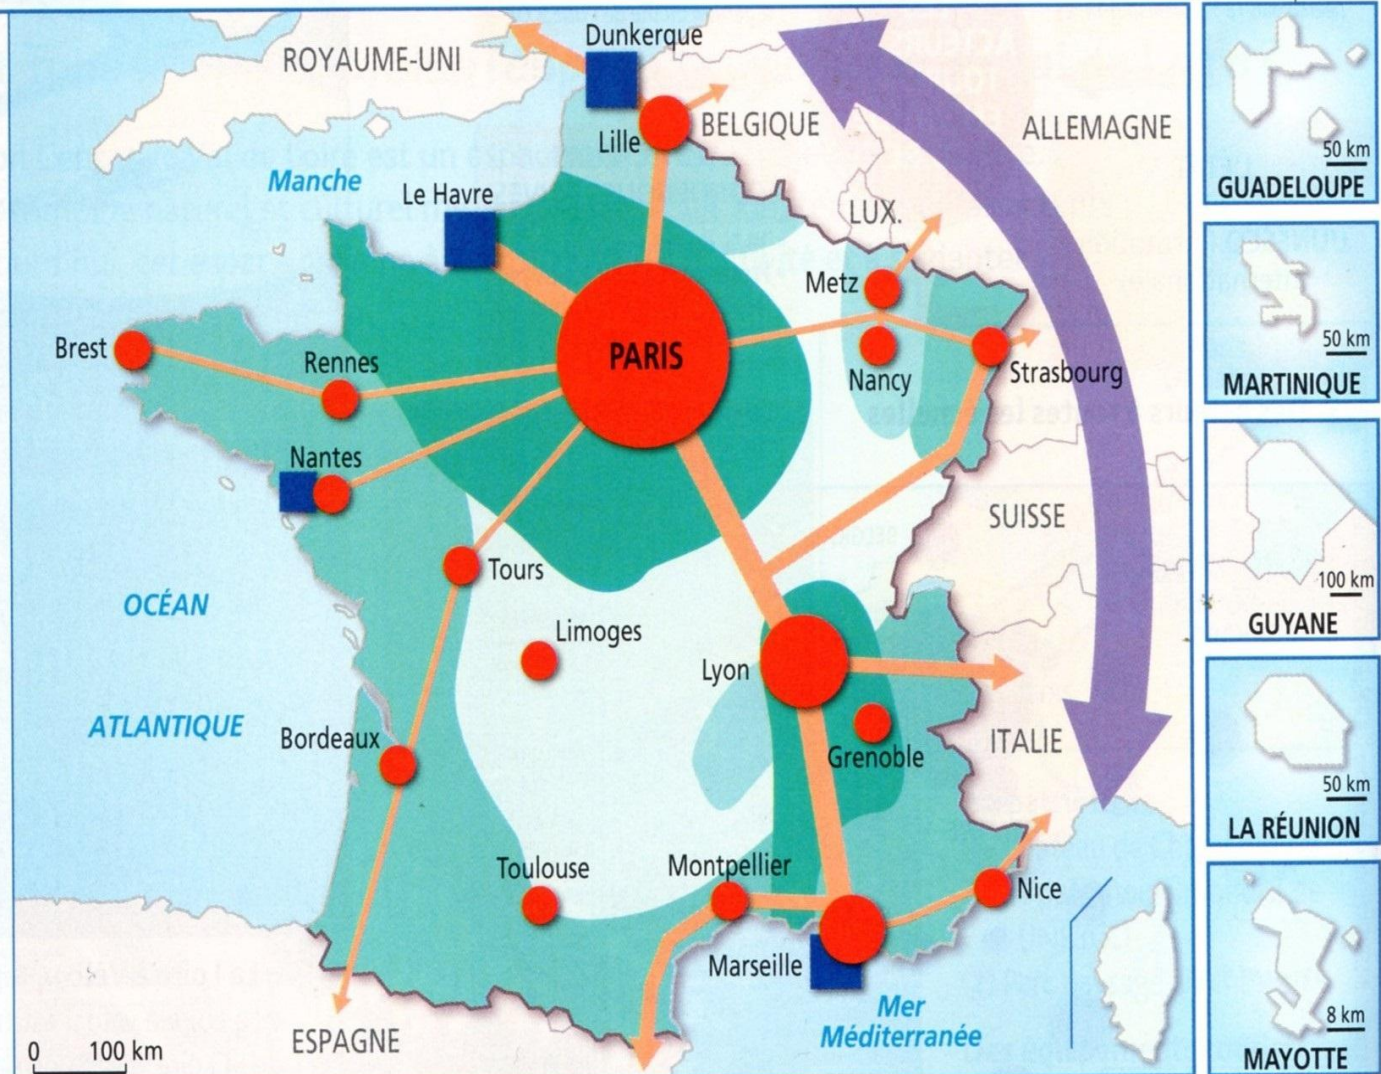 Dunkerque
ROYAUME-UNI
Lille
BELGIQUE
ALLEMAGNE
Manche
Le Havre
LUX.
Metz
Brest
Rennes
PARIS
Nancy
Strasbourg
Nantes
SUISSE
Tours
OCÉAN
ATLANTIQUE
Limoges
Lyon
Bordeaux
Grenoble
ITALIE
Toulouse
Montpellier
Nice
Marseille
Mer
Méditerranée
ESPAGNE
0 100 km
50 km
GUADELOUPE
50 km
MARTINIQUE
100 km
GUYANE
50 km
LA RÉUNION
8 km
MAYOTTE